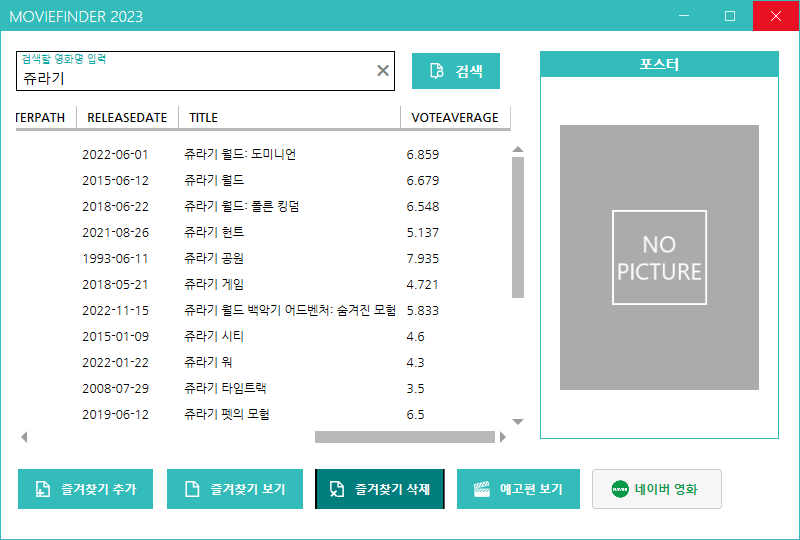 MOVIEFINDER 2023
검색할 영화명 입력
쥬라기
검색
포스터
TERPATH RELEASEDATE TITLE VOTEAVERAGE
2022-06-01 쥬라기 월드: 도미니언 6.859
2015-06-12 쥬라기 월드 6.679
2018-06-22 쥬라기 월드: 폴른 킹덤 6.548
2021-08-26 쥬라기 헌트 5.137
1993-06-11 쥬라기 공원 7.935
2018-05-21 쥬라기 게임 4.721
2022-11-15 쥬라기 월드 백악기 어드벤처: 숨겨진 모험 5.833
2015-01-09 쥬라기 시티 4.6
2022-01-22 쥬라기 워 4.3
2008-07-29 쥬라기 타임트랙 3.5
2019-06-12 쥬라기 펫의 모험 6.5
NO
PICTURE
즐겨찾기 추가
즐겨찾기 보기
즐겨찾기 삭제
예고편 보기
NAVER 네이버 영화